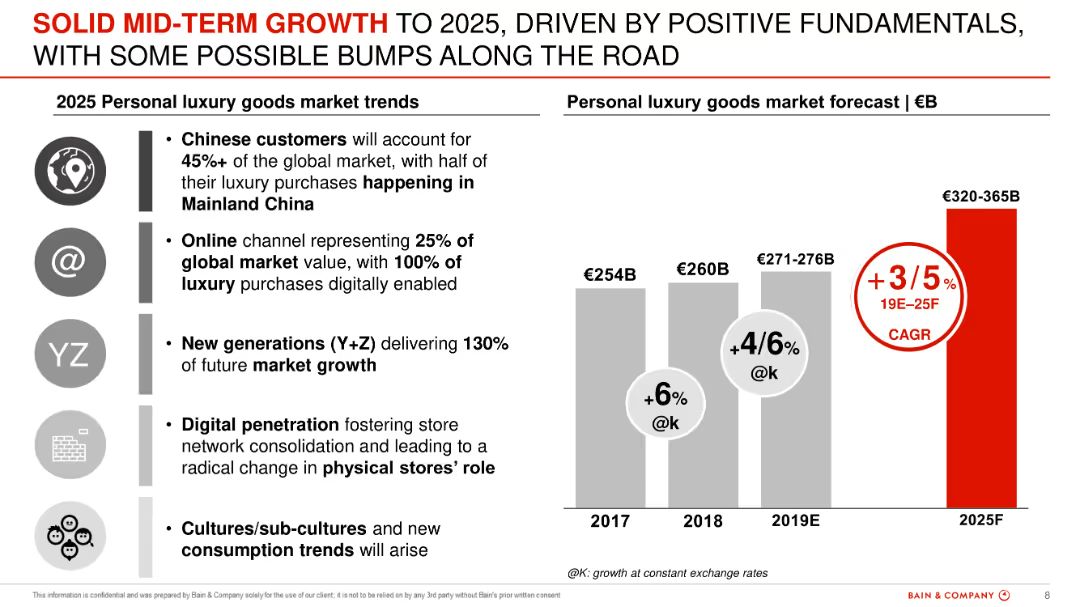 SOLID MID-TERM GROWTH TO 2025, DRIVEN BY POSITIVE FUNDAMENTALS,
WITH SOME POSSIBLE BUMPS ALONG THE ROAD
2025 Personal luxury goods market trends
• Chinese customers will account for
45%+ of the global market, with half of
their luxury purchases happening in
Mainland China
@
• Online channel representing 25% of
global market value, with 100% of
luxury purchases digitally enabled
YZ
• New generations (Y+Z) delivering 130%
of future market growth
• Digital penetration fostering store
network consolidation and leading to a
radical change in physical stores' role
• Cultures/sub-cultures and new
consumption trends will arise
Personal luxury goods market forecast | €B
€254B
€260B
€271-276B
€320-365B
+6%
@k
+4/6%
@k
+3/5%
19E–25F
CAGR
2017
2018
2019E
2025F
@K: growth at constant exchange rates
This information is confidential and was prepared by Bain & Company solely for the use of our client; it is not to be relied on by any 3rd party without Bain's prior written consent
BAIN & COMPANY
8